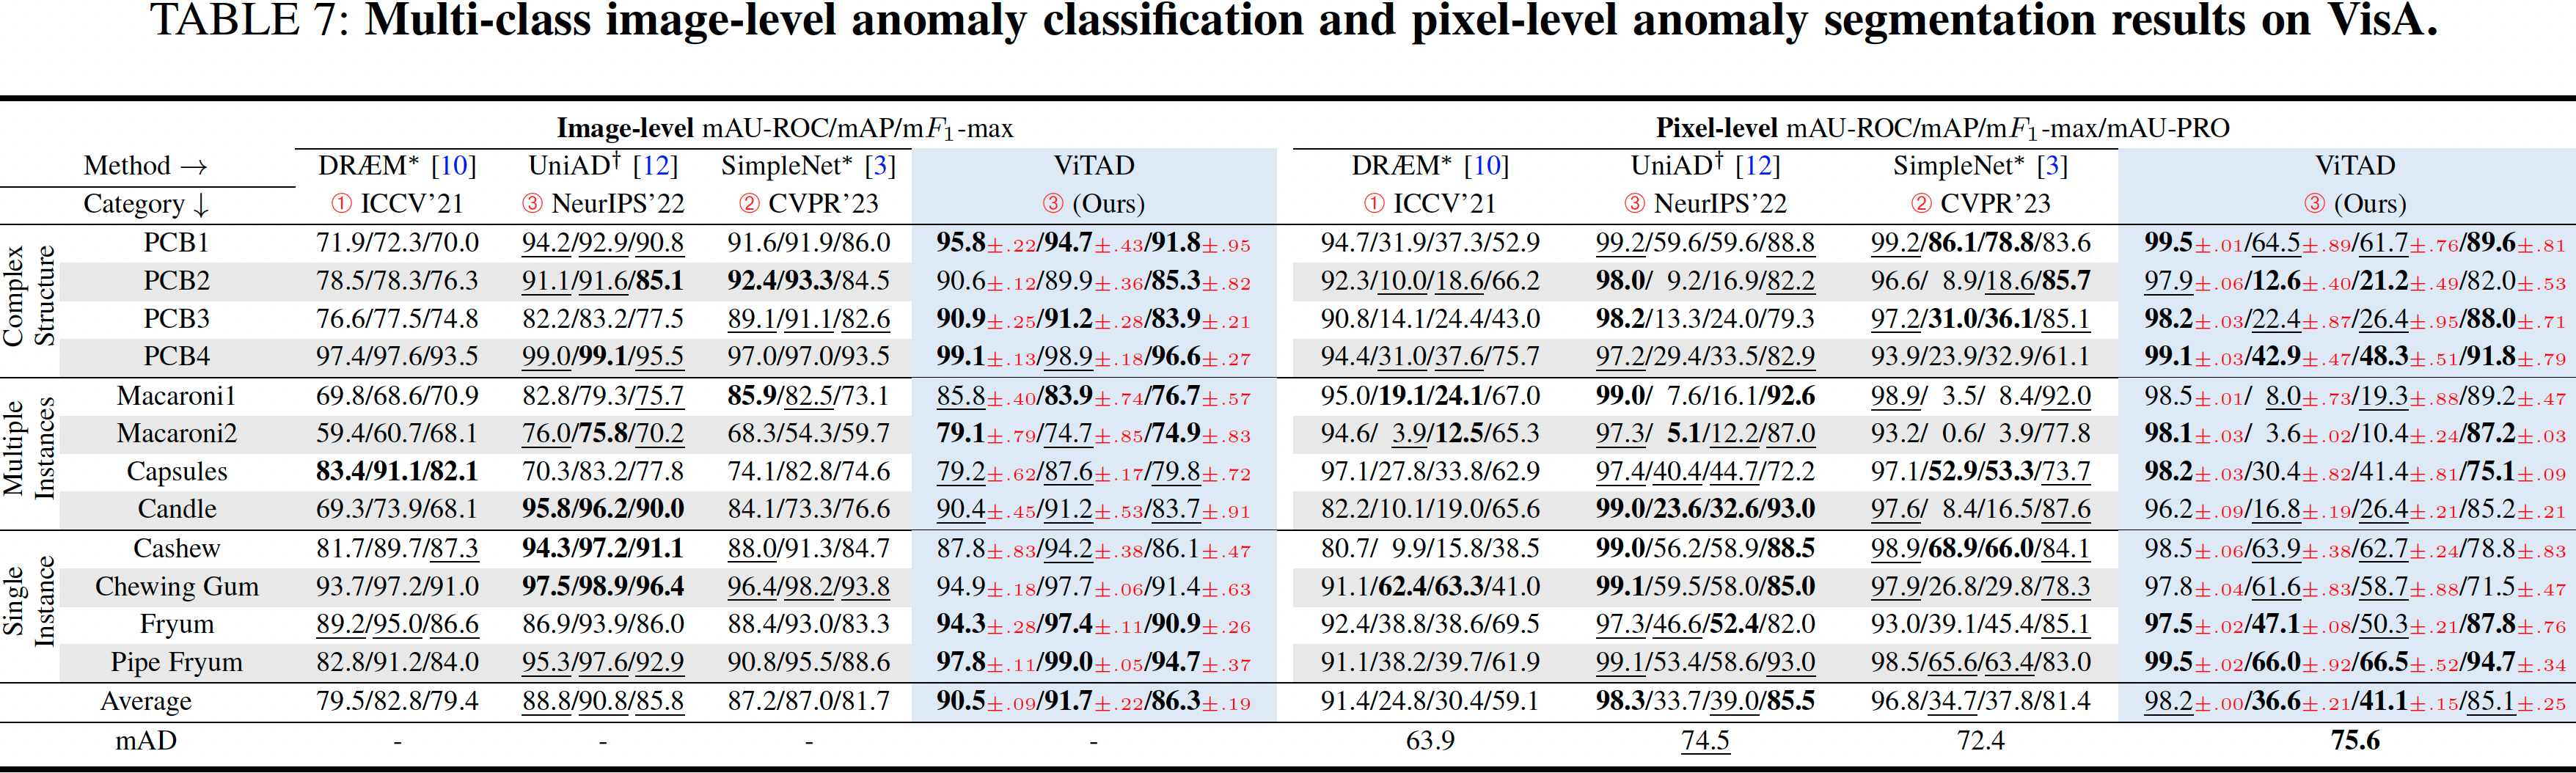 TABLE 7: Multi-class image-level anomaly classification and pixel-level anomaly segmentation results on VisA.
Image-level mAU-ROC/mAP/mF1-max Pixel-level mAU-ROC/mAP/mF1-max/mAU-PRO
Method → DRÆM* [10] UniAD† [12] SimpleNet* [3] ViTAD DRÆM* [10] UniAD† [12] SimpleNet* [3] ViTAD
Category ↓ ① ICCV'21 ③ NeurIPS'22 ② CVPR'23 ③ (Ours) ① ICCV'21 ③ NeurIPS'22 ② CVPR'23 ③ (Ours)
Complex Structure
PCB1 71.9/72.3/70.0 94.2/92.9/90.8 91.6/91.9/86.0 95.8±.22/94.7±.43/91.8±.95 94.7/31.9/37.3/52.9 99.2/59.6/59.6/88.8 99.2/86.1/78.8/83.6 99.5±.01/64.5±.89/61.7±.76/89.6±.81
PCB2 78.5/78.3/76.3 91.1/91.6/85.1 92.4/93.3/84.5 90.6±.12/89.9±.36/85.3±.82 92.3/10.0/18.6/66.2 98.0/ 9.2/16.9/82.2 96.6/ 8.9/18.6/85.7 97.9±.06/12.6±.40/21.2±.49/82.0±.53
PCB3 76.6/77.5/74.8 82.2/83.2/77.5 89.1/91.1/82.6 90.9±.25/91.2±.28/83.9±.21 90.8/14.1/24.4/43.0 98.2/13.3/24.0/79.3 97.2/31.0/36.1/85.1 98.2±.03/22.4±.87/26.4±.95/88.0±.71
PCB4 97.4/97.6/93.5 99.0/99.1/95.5 97.0/97.0/93.5 99.1±.13/98.9±.18/96.6±.27 94.4/31.0/37.6/75.7 97.2/29.4/33.5/82.9 93.9/23.9/32.9/61.1 99.1±.03/42.9±.47/48.3±.51/91.8±.79
Multiple Instances
Macaroni1 69.8/68.6/70.9 82.8/79.3/75.7 85.9/82.5/73.1 85.8±.40/83.9±.74/76.7±.57 95.0/19.1/24.1/67.0 99.0/ 7.6/16.1/92.6 98.9/ 3.5/ 8.4/92.0 98.5±.01/ 8.0±.73/19.3±.88/89.2±.47
Macaroni2 59.4/60.7/68.1 76.0/75.8/70.2 68.3/54.3/59.7 79.1±.79/74.7±.85/74.9±.83 94.6/ 3.9/12.5/65.3 97.3/ 5.1/12.2/87.0 93.2/ 0.6/ 3.9/77.8 98.1±.03/ 3.6±.02/10.4±.24/87.2±.03
Capsules 83.4/91.1/82.1 70.3/83.2/77.8 74.1/82.8/74.6 79.2±.62/87.6±.17/79.8±.72 97.1/27.8/33.8/62.9 97.4/40.4/44.7/72.2 97.1/52.9/53.3/73.7 98.2±.03/30.4±.82/41.4±.81/75.1±.09
Candle 69.3/73.9/68.1 95.8/96.2/90.0 84.1/73.3/76.6 90.4±.45/91.2±.53/83.7±.91 82.2/10.1/19.0/65.6 99.0/23.6/32.6/93.0 97.6/ 8.4/16.5/87.6 96.2±.09/16.8±.19/26.4±.21/85.2±.21
Single Instance
Cashew 81.7/89.7/87.3 94.3/97.2/91.1 88.0/91.3/84.7 87.8±.83/94.2±.38/86.1±.47 80.7/ 9.9/15.8/38.5 99.0/56.2/58.9/88.5 98.9/68.9/66.0/84.1 98.5±.06/63.9±.38/62.7±.24/78.8±.83
Chewing Gum 93.7/97.2/91.0 97.5/98.9/96.4 96.4/98.2/93.8 94.9±.18/97.7±.06/91.4±.63 91.1/62.4/63.3/41.0 99.1/59.5/58.0/85.0 97.9/26.8/29.8/78.3 97.8±.04/61.6±.83/58.7±.88/71.5±.47
Fryum 89.2/95.0/86.6 86.9/93.9/86.0 88.4/93.0/83.3 94.3±.28/97.4±.11/90.9±.26 92.4/38.8/38.6/69.5 97.3/46.6/52.4/82.0 93.0/39.1/45.4/85.1 97.5±.02/47.1±.08/50.3±.21/87.8±.76
Pipe Fryum 82.8/91.2/84.0 95.3/97.6/92.9 90.8/95.5/88.6 97.8±.11/99.0±.05/94.7±.37 91.1/38.2/39.7/61.9 99.1/53.4/58.6/93.0 98.5/65.6/63.4/83.0 99.5±.02/66.0±.92/66.5±.52/94.7±.34
Average 79.5/82.8/79.4 88.8/90.8/85.8 87.2/87.0/81.7 90.5±.09/91.7±.22/86.3±.19 91.4/24.8/30.4/59.1 98.3/33.7/39.0/85.5 96.8/34.7/37.8/81.4 98.2±.00/36.6±.21/41.1±.15/85.1±.25
mAD - - - - 63.9 74.5 72.4 75.6